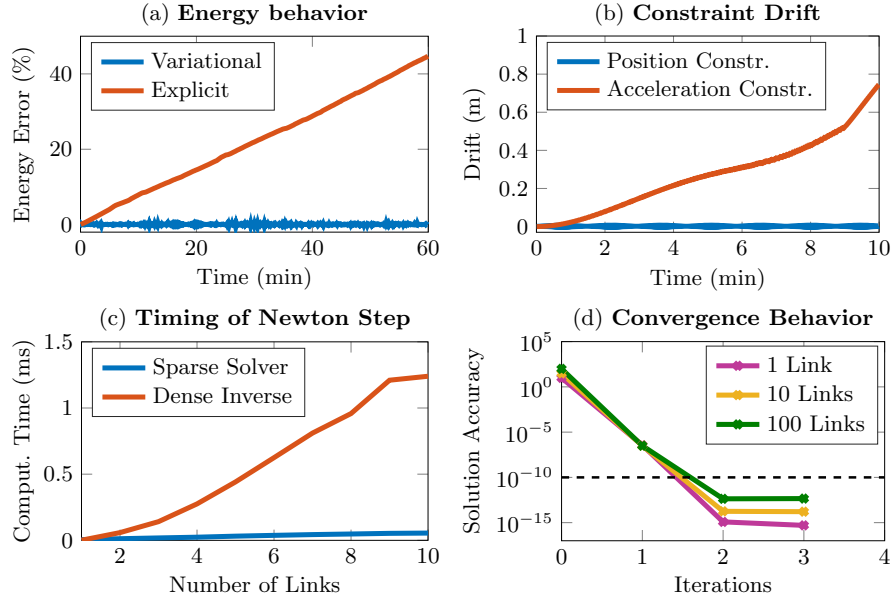 (a) Energy behavior
Energy Error (%)
40
20
0
Variational
Explicit
0 20 40 60
Time (min)
(b) Constraint Drift
Drift (m)
1
0.8
0.6
0.4
0.2
0
Position Constr.
Acceleration Constr.
0 2 4 6 8 10
Time (min)
(c) Timing of Newton Step
Comput. Time (ms)
1.5
1
0.5
0
Sparse Solver
Dense Inverse
2 4 6 8 10
Number of Links
(d) Convergence Behavior
Solution Accuracy
10^5
10^0
10^−5
10^−10
10^−15
1 Link
10 Links
100 Links
0 1 2 3 4
Iterations